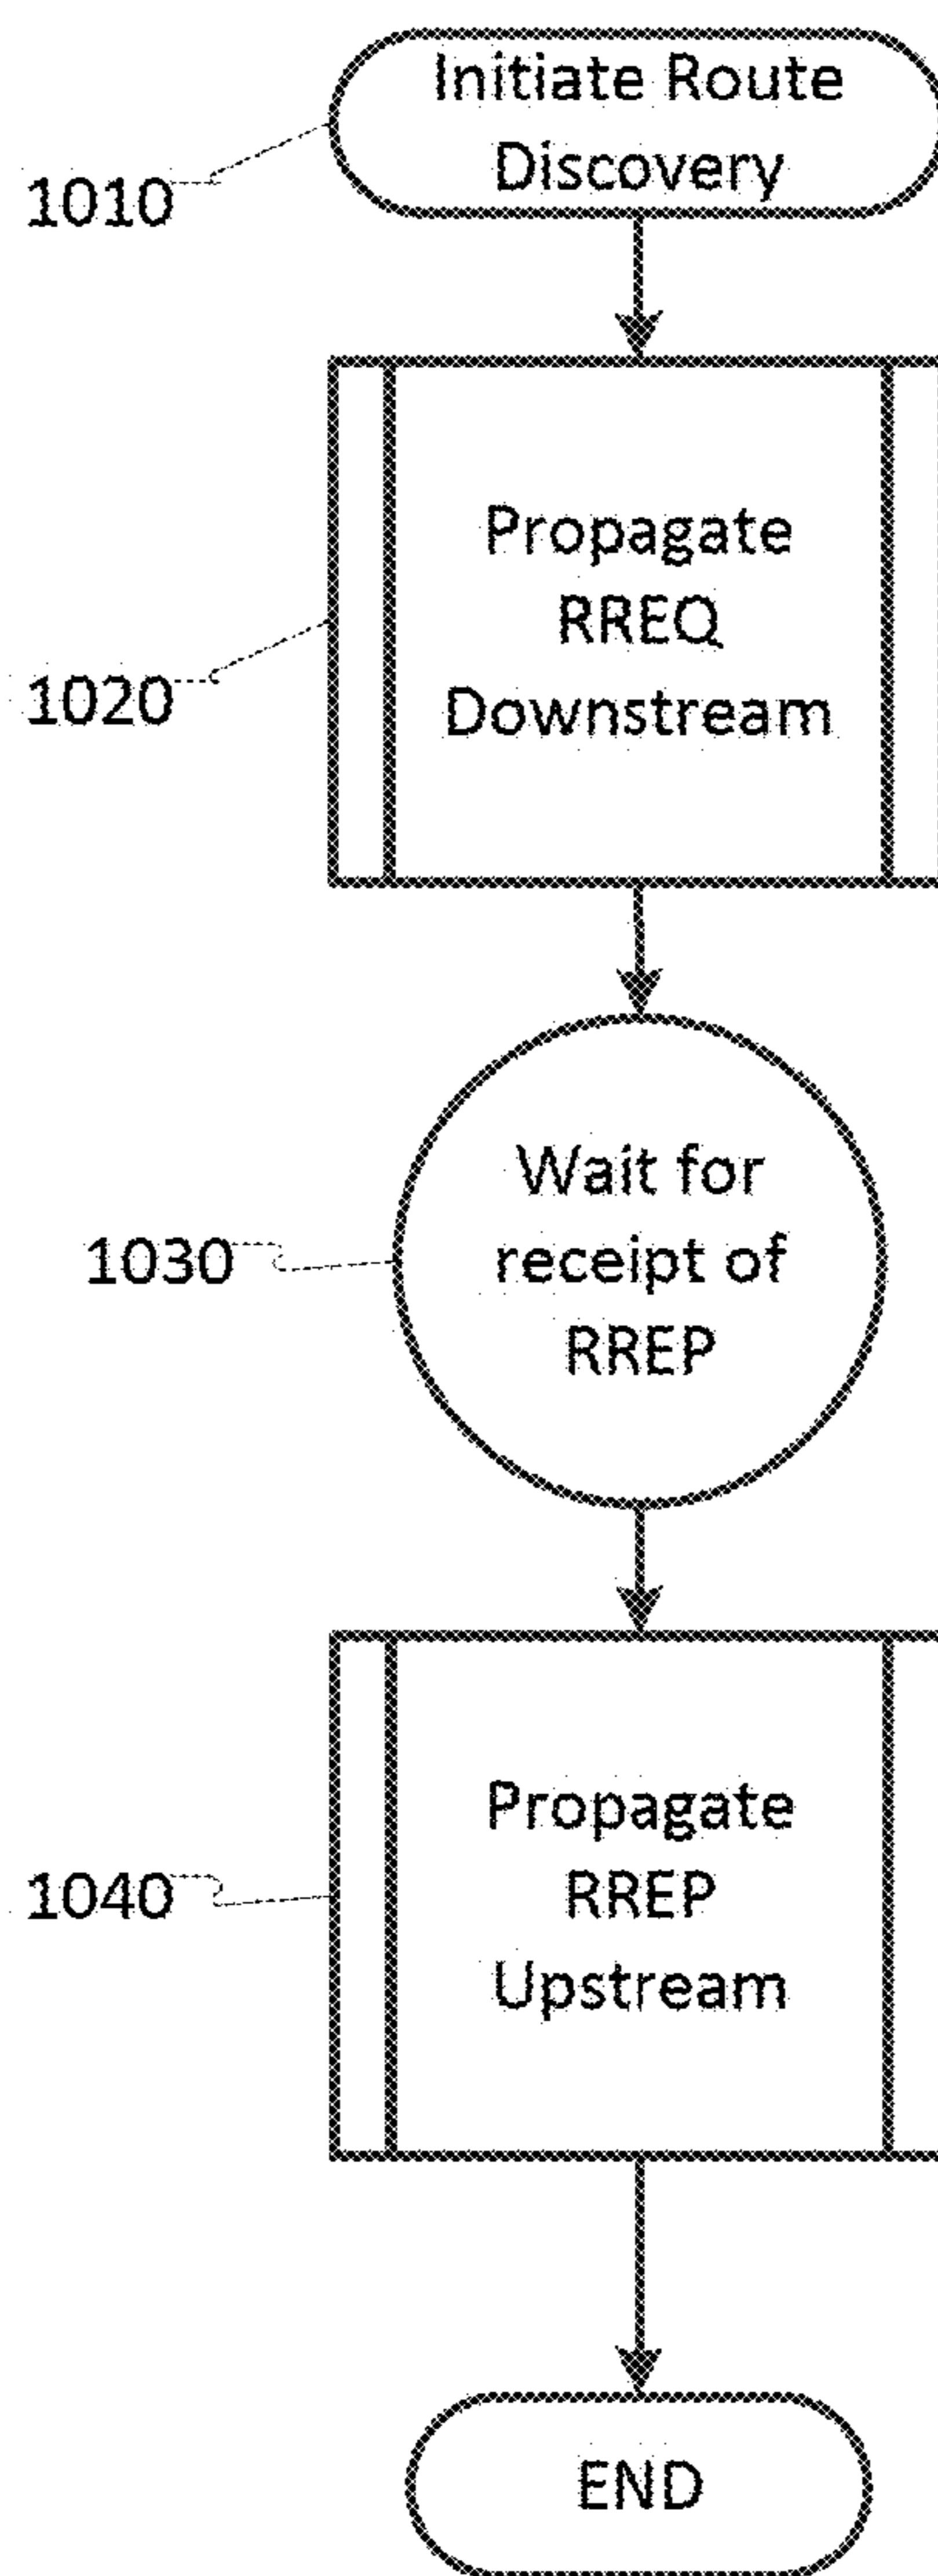 Initiate Route
Discovery
1010
Propagate
RREQ
Downstream
1020
Wait for
receipt of
RREP
1030
Propagate
RREP
Upstream
1040
END